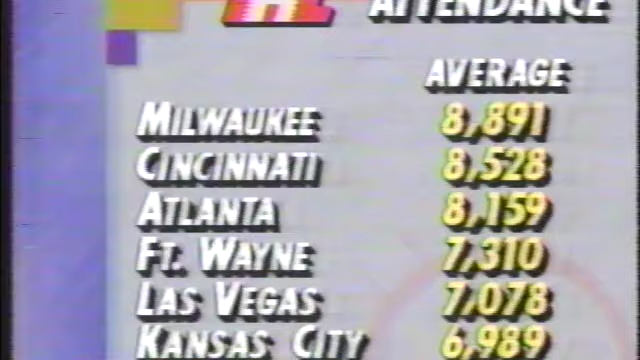 ATTENDANCE
AVERAGE
MILWAUKEE 8,891
CINCINNATI 8,528
ATLANTA 8,159
FT. WAYNE 7,310
LAS VEGAS 7,078
KANSAS CITY 6,989